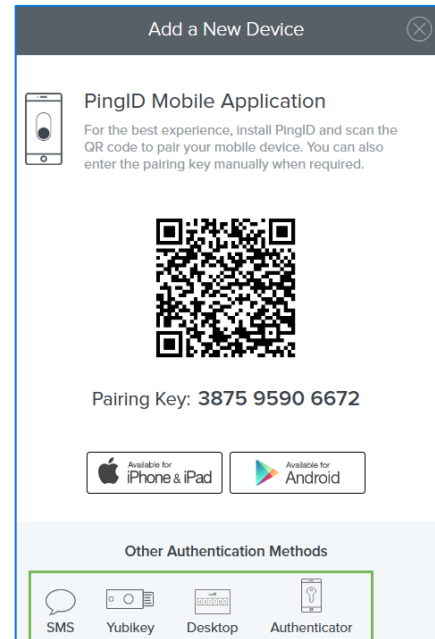 Add a New Device
PingID Mobile Application
For the best experience, install PingID and scan the
QR code to pair your mobile device. You can also
enter the pairing key manually when required.
Pairing Key: 3875 9590 6672
Available for
iPhone & iPad
Available for
Android
Other Authentication Methods
SMS Yubikey Desktop Authenticator